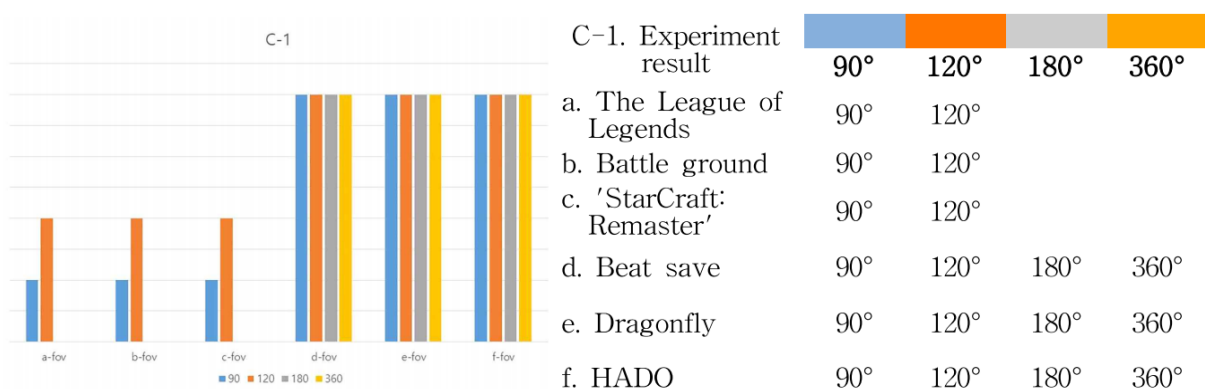 C-1
a-fov b-fov c-fov d-fov e-fov f-fov
90 120 180 360
C-1. Experiment
result
90° 120° 180° 360°
a. The League of
Legends
90° 120°
b. Battle ground 90° 120°
c. 'StarCraft:
Remaster'
90° 120°
d. Beat save 90° 120° 180° 360°
e. Dragonfly 90° 120° 180° 360°
f. HADO 90° 120° 180° 360°